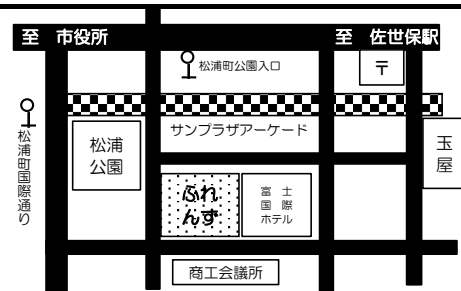 至 市役所
至 佐世保駅
松浦町公園入口
〒
松浦町国際通り
サンプラザアーケード
松浦
公園
玉屋
ふれ
んず
富士
国際
ホテル
商工会議所